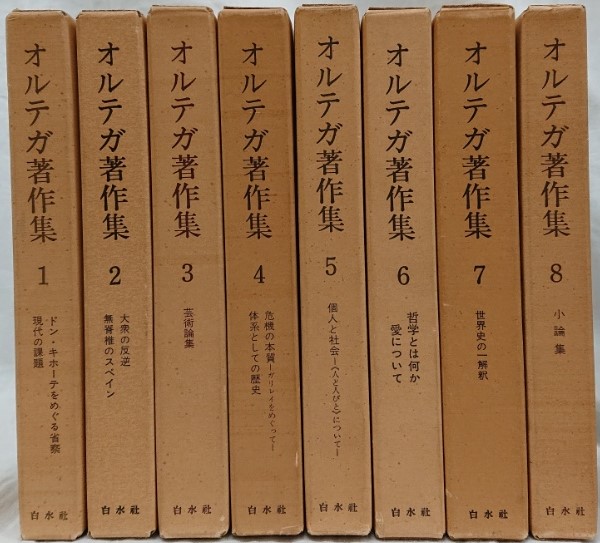 オルテガ著作集
1
ドン・キホーテをめぐる省察
現代の課題
白水社
オルテガ著作集
2
大衆の反逆
無脊椎のスペイン
白水社
オルテガ著作集
3
芸術論集
白水社
オルテガ著作集
4
危機の本質―ガリレイをめぐって―
体系としての歴史
白水社
オルテガ著作集
5
個人と社会―《人と人びと》について―
白水社
オルテガ著作集
6
哲学とは何か
愛について
白水社
オルテガ著作集
7
世界史の一解釈
白水社
オルテガ著作集
8
小論集
白水社